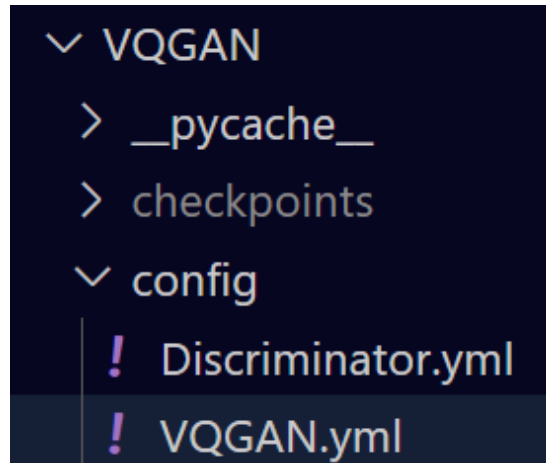 VQGAN
__pycache__
checkpoints
config
! Discriminator.yml
! VQGAN.yml